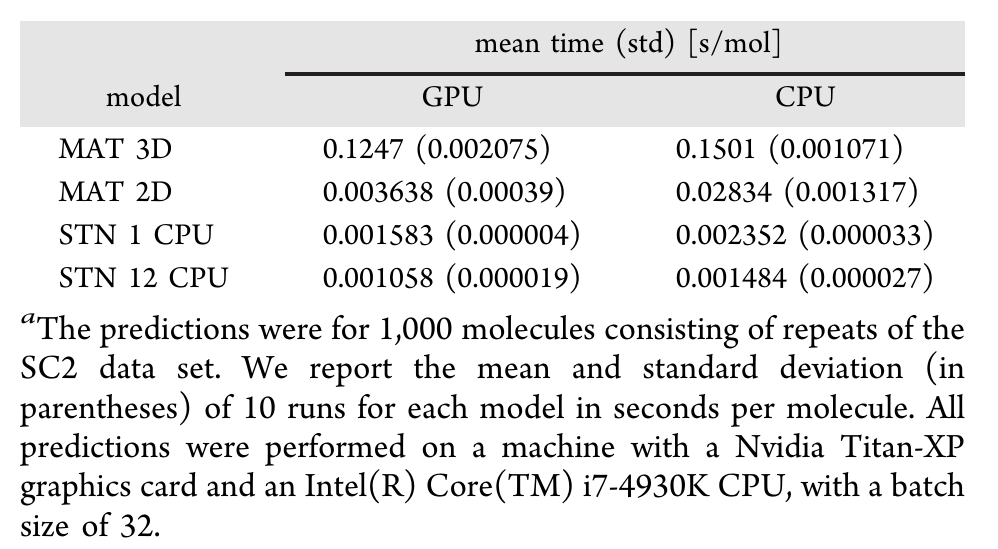 mean time (std) [s/mol]
model GPU CPU
MAT 3D 0.1247 (0.002075) 0.1501 (0.001071)
MAT 2D 0.003638 (0.00039) 0.02834 (0.001317)
STN 1 CPU 0.001583 (0.000004) 0.002352 (0.000033)
STN 12 CPU 0.001058 (0.000019) 0.001484 (0.000027)
aThe predictions were for 1,000 molecules consisting of repeats of the
SC2 data set. We report the mean and standard deviation (in
parentheses) of 10 runs for each model in seconds per molecule. All
predictions were performed on a machine with a Nvidia Titan-XP
graphics card and an Intel(R) Core(TM) i7-4930K CPU, with a batch
size of 32.